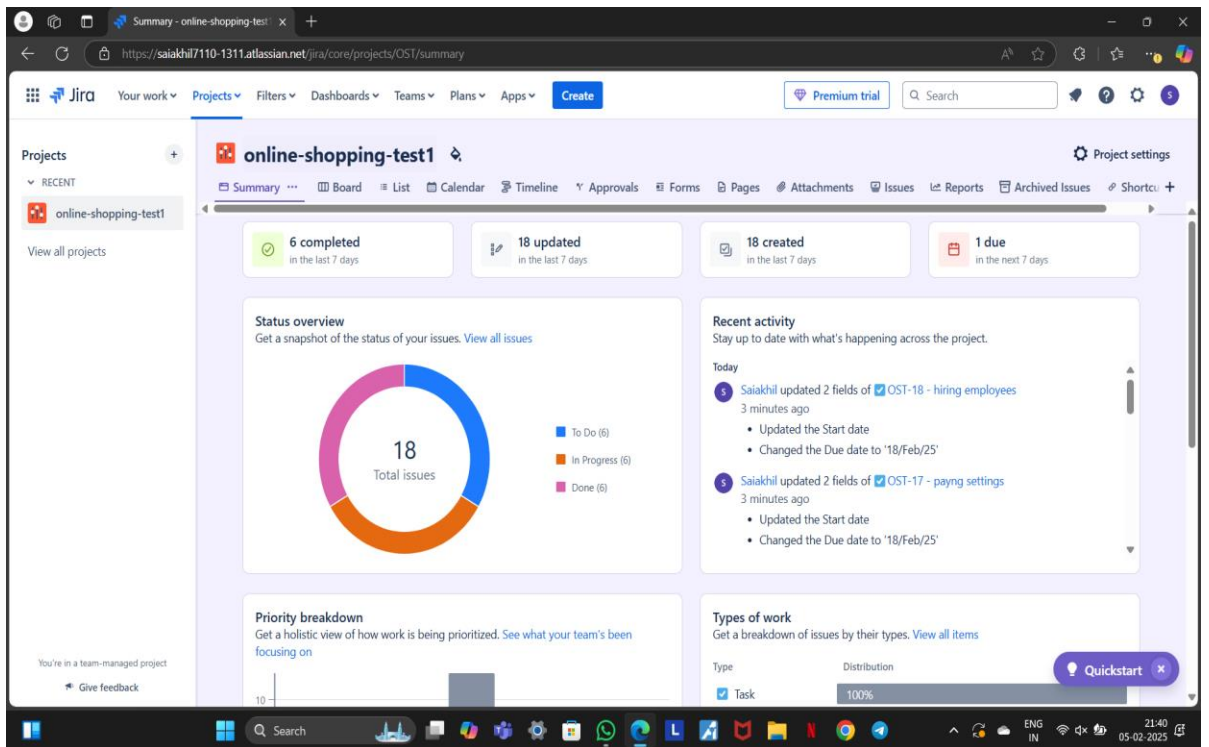 Summary - online-shopping-test1
https://saiakhil7110-1311.atlassian.net/jira/core/projects/OST/summary
Jira Your work Projects Filters Dashboards Teams Plans Apps Create Premium trial Search S
Projects
RECENT
online-shopping-test1
View all projects
online-shopping-test1
Project settings
Summary Board List Calendar Timeline Approvals Forms Pages Attachments Issues Reports Archived Issues Shortcu
6 completed
in the last 7 days
18 updated
in the last 7 days
18 created
in the last 7 days
1 due
in the next 7 days
Status overview
Get a snapshot of the status of your issues. View all issues
18
Total issues
To Do (6)
In Progress (6)
Done (6)
Recent activity
Stay up to date with what's happening across the project.
Today
S Saiakhil updated 2 fields of OST-18 - hiring employees
3 minutes ago
• Updated the Start date
• Changed the Due date to '18/Feb/25'
S Saiakhil updated 2 fields of OST-17 - payng settings
3 minutes ago
• Updated the Start date
• Changed the Due date to '18/Feb/25'
Priority breakdown
Get a holistic view of how work is being prioritized. See what your team's been
focusing on
10
Types of work
Get a breakdown of issues by their types. View all items
Type Distribution
Task 100%
Quickstart
You're in a team-managed project
Give feedback
Search
ENG
IN
21:40
05-02-2025